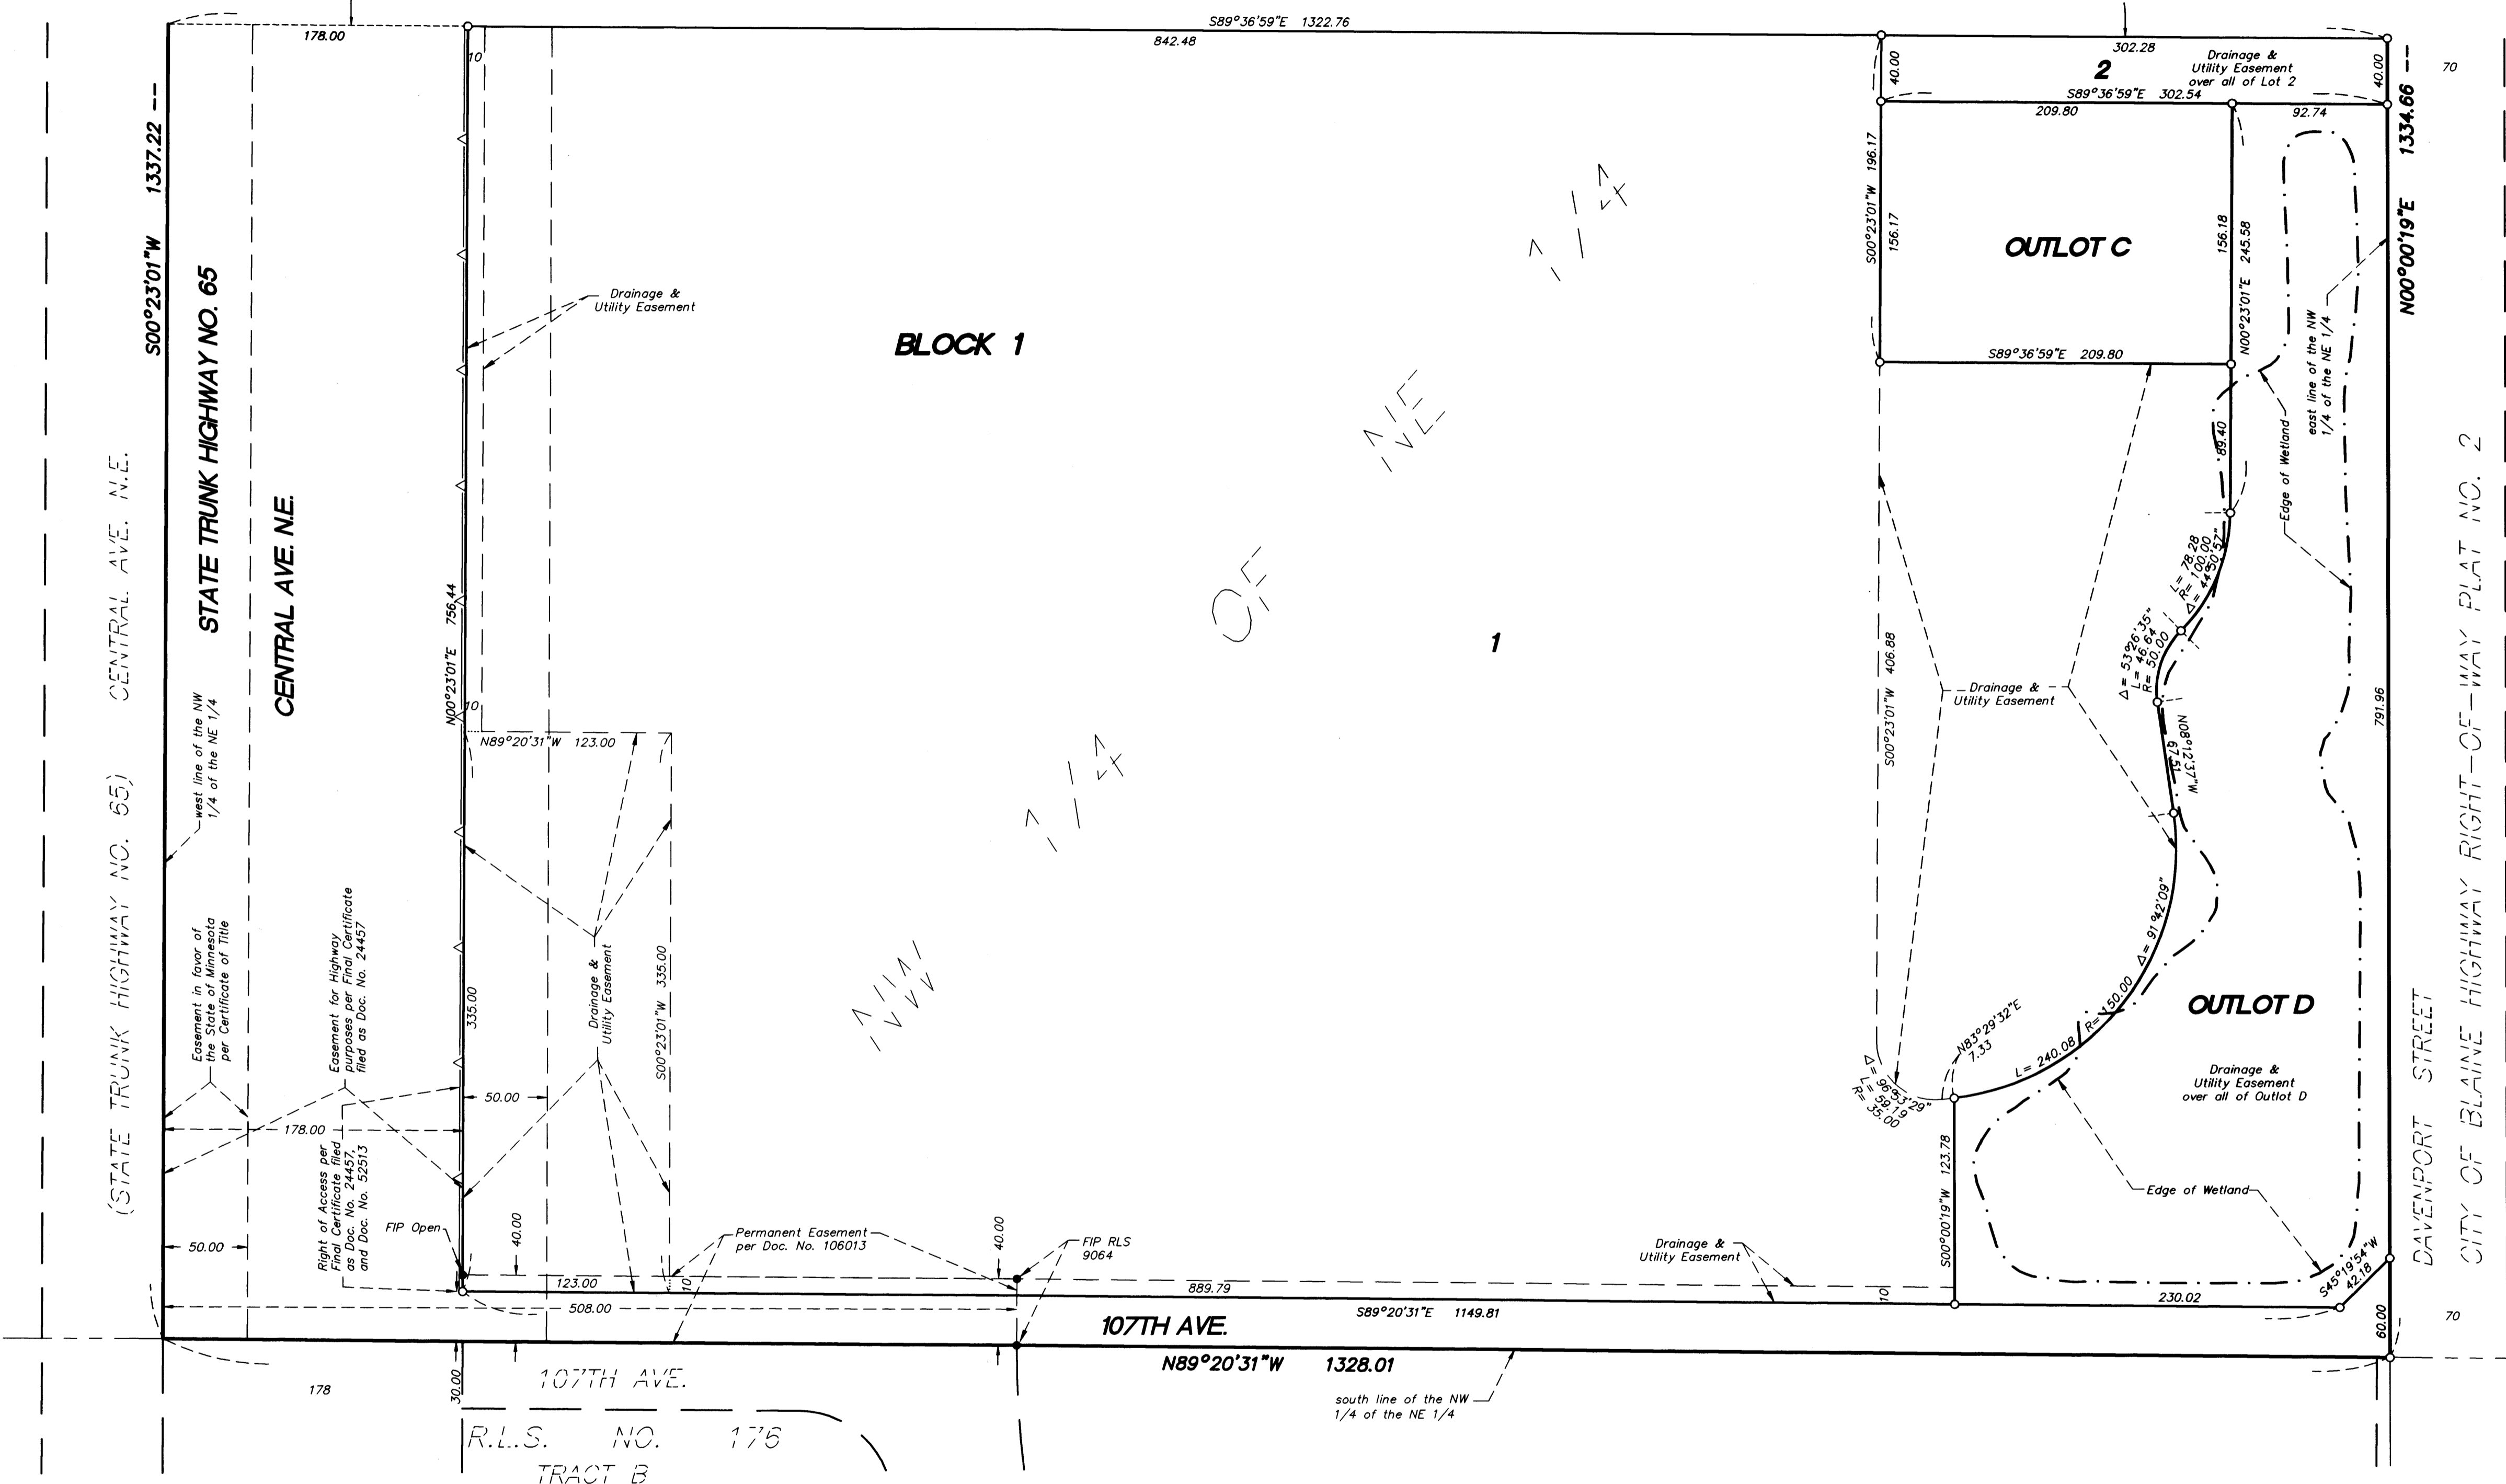 S89°36'59"E 1322.76
178.00
842.48
10
302.28
40.00
40.00
2
Drainage &
Utility Easement
over all of Lot 2
S89°36'59"E 302.54
209.80
92.74
70
S00°23'01"W 1337.22 --
N00°00'19"E 1334.66 --
S00°23'01"W 196.17
156.17
OUTLOT C
156.18
N00°23'01"E 245.58
S89°36'59"E 209.80
89.40
STATE TRUNK HIGHWAY NO. 65
CENTRAL AVE. N.E.
CENTRAL AVE. N.E.
(STATE TRUNK HIGHWAY NO. 65)
Drainage &
Utility Easement
BLOCK 1
1
NW 1/4 OF NE 1/4
east line of the NW
1/4 of the NE 1/4
Edge of Wetland
L= 78.28
R= 100.00
Δ= 44°50'57"
Δ= 53°26'35"
L= 46.64
R= 50.00
N08°12'37"W
67.51
791.96
N00°23'01"E 756.44
S00°23'01"W 406.88
Drainage &
Utility Easement
west line of the NW
1/4 of the NE 1/4
10
N89°20'31"W 123.00
335.00
S00°23'01"W 335.00
Drainage &
Utility Easement
Easement in favor of
the State of Minnesota
per Certificate of Title
Easement for Highway
purposes per Final Certificate
filed as Doc. No. 24457
Right of Access per
Final Certificate filed
as Doc. No. 24457,
and Doc. No. 52513
50.00
178.00
50.00
Δ= 91°42'09"
R= 150.00
L= 240.08
N83°29'32"E
7.33
Δ= 96°53'29"
L= 59.19
R= 35.00
OUTLOT D
Drainage &
Utility Easement
over all of Outlot D
S00°00'19"W 123.78
Edge of Wetland
DAVENPORT STREET
CITY OF BLAINE HIGHWAY RIGHT-OF-WAY PLAT NO. 2
FIP Open
40.00
Permanent Easement
per Doc. No. 106013
40.00
FIP RLS
9064
Drainage &
Utility Easement
S45°19'54"W
42.18
123.00
10
889.79
10
230.02
508.00
S89°20'31"E 1149.81
60.00
70
107TH AVE.
N89°20'31"W 1328.01
178
30.00
107TH AVE.
south line of the NW
1/4 of the NE 1/4
R.L.S. NO. 176
TRACT B